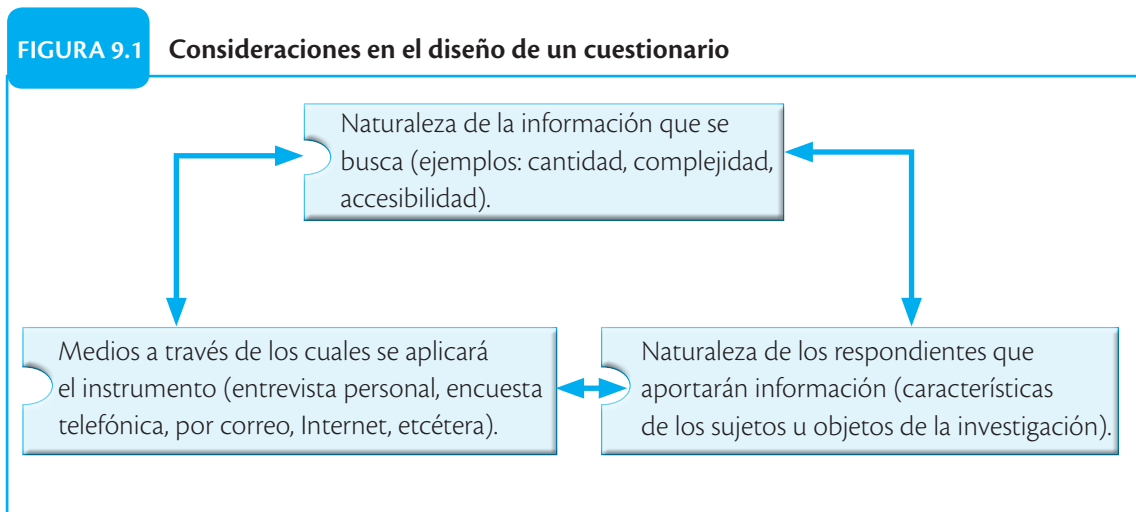 FIGURA 9.1 Consideraciones en el diseño de un cuestionario
Naturaleza de la información que se
busca (ejemplos: cantidad, complejidad,
accesibilidad).
Medios a través de los cuales se aplicará
el instrumento (entrevista personal, encuesta
telefónica, por correo, Internet, etcétera).
Naturaleza de los respondientes que
aportarán información (características
de los sujetos u objetos de la investigación).